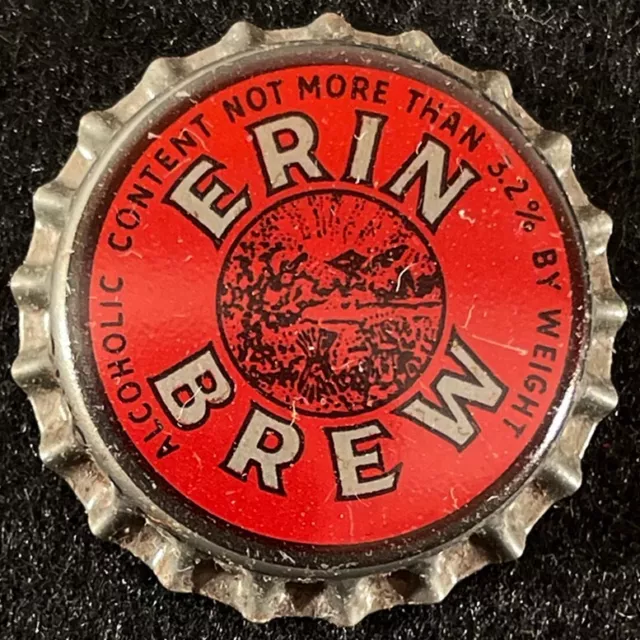 ALCOHOLIC CONTENT NOT MORE THAN 3.2% BY WEIGHT
ERIN
BREW